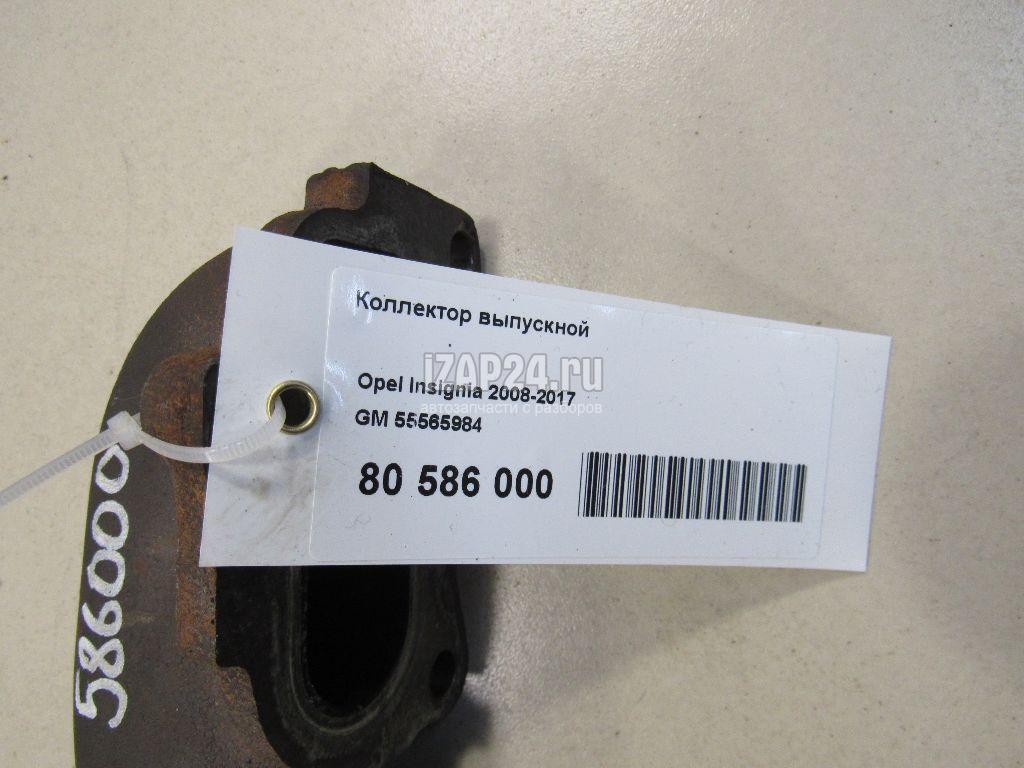 Коллектор выпускной
iZAP24.ru
Opel Insignia 2008-2017
автозапчасти с разборов
GM 55565984
80 586 000
586000